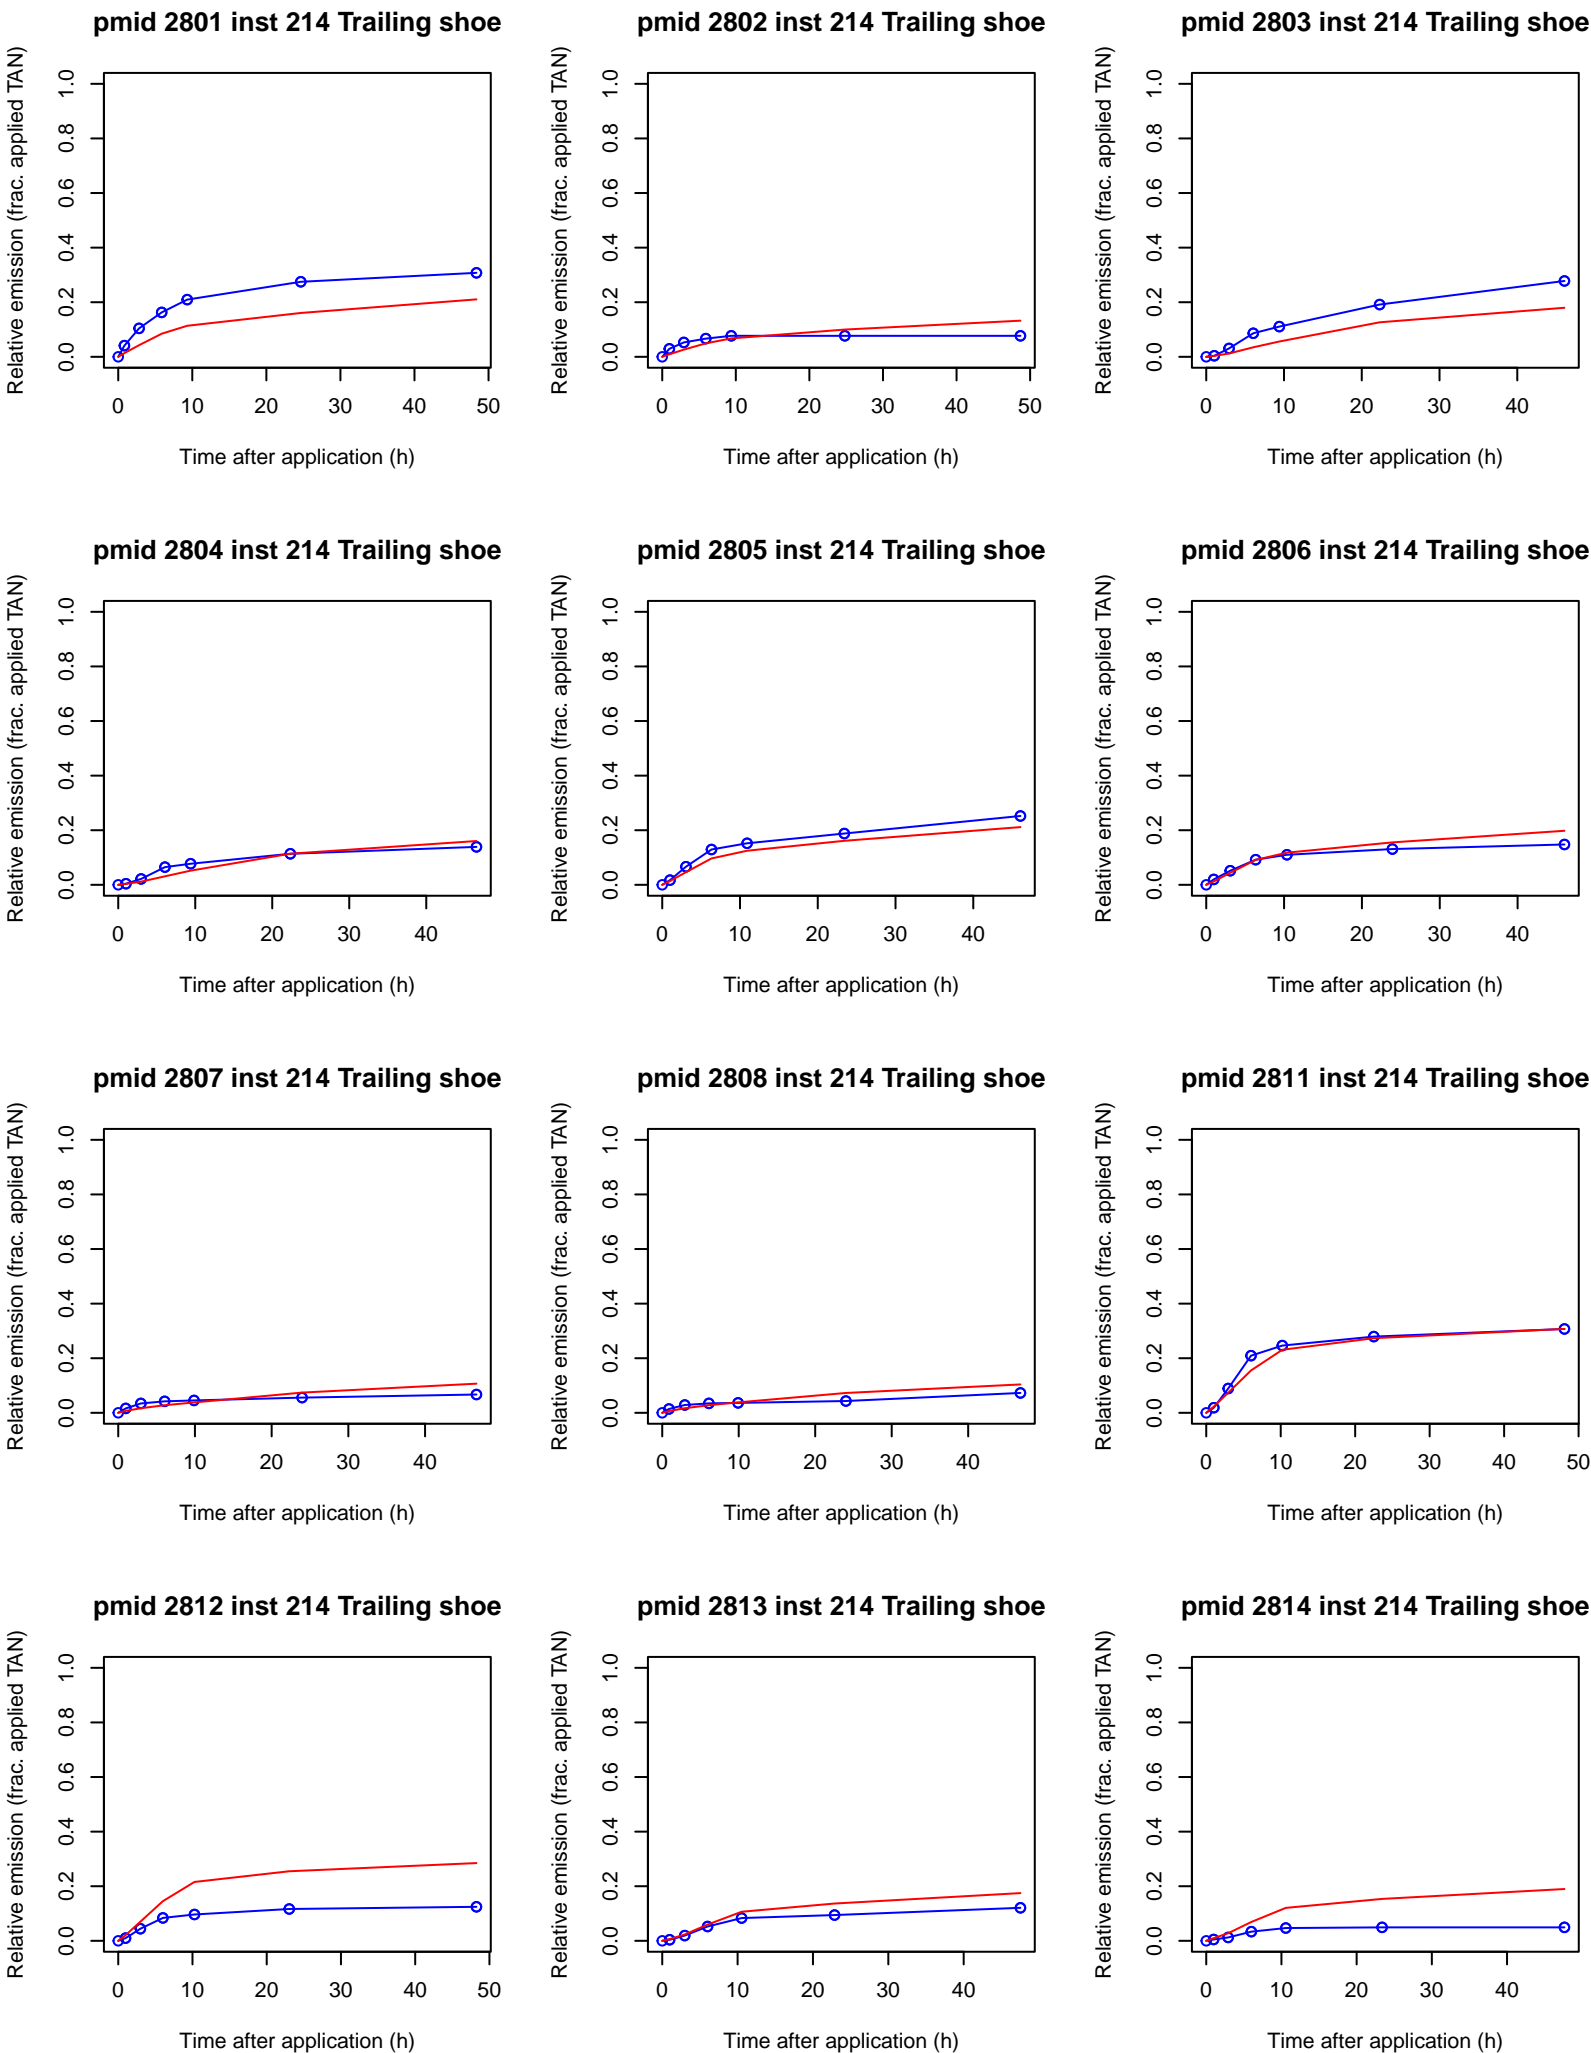 pmid 2801 inst 214 Trailing shoe
Relative emission (frac. applied TAN)
0.0 0.2 0.4 0.6 0.8 1.0
0 10 20 30 40 50
Time after application (h)
pmid 2802 inst 214 Trailing shoe
Relative emission (frac. applied TAN)
0.0 0.2 0.4 0.6 0.8 1.0
0 10 20 30 40 50
Time after application (h)
pmid 2803 inst 214 Trailing shoe
Relative emission (frac. applied TAN)
0.0 0.2 0.4 0.6 0.8 1.0
0 10 20 30 40
Time after application (h)
pmid 2804 inst 214 Trailing shoe
Relative emission (frac. applied TAN)
0.0 0.2 0.4 0.6 0.8 1.0
0 10 20 30 40
Time after application (h)
pmid 2805 inst 214 Trailing shoe
Relative emission (frac. applied TAN)
0.0 0.2 0.4 0.6 0.8 1.0
0 10 20 30 40
Time after application (h)
pmid 2806 inst 214 Trailing shoe
Relative emission (frac. applied TAN)
0.0 0.2 0.4 0.6 0.8 1.0
0 10 20 30 40
Time after application (h)
pmid 2807 inst 214 Trailing shoe
Relative emission (frac. applied TAN)
0.0 0.2 0.4 0.6 0.8 1.0
0 10 20 30 40
Time after application (h)
pmid 2808 inst 214 Trailing shoe
Relative emission (frac. applied TAN)
0.0 0.2 0.4 0.6 0.8 1.0
0 10 20 30 40
Time after application (h)
pmid 2811 inst 214 Trailing shoe
Relative emission (frac. applied TAN)
0.0 0.2 0.4 0.6 0.8 1.0
0 10 20 30 40 50
Time after application (h)
pmid 2812 inst 214 Trailing shoe
Relative emission (frac. applied TAN)
0.0 0.2 0.4 0.6 0.8 1.0
0 10 20 30 40 50
Time after application (h)
pmid 2813 inst 214 Trailing shoe
Relative emission (frac. applied TAN)
0.0 0.2 0.4 0.6 0.8 1.0
0 10 20 30 40
Time after application (h)
pmid 2814 inst 214 Trailing shoe
Relative emission (frac. applied TAN)
0.0 0.2 0.4 0.6 0.8 1.0
0 10 20 30 40
Time after application (h)